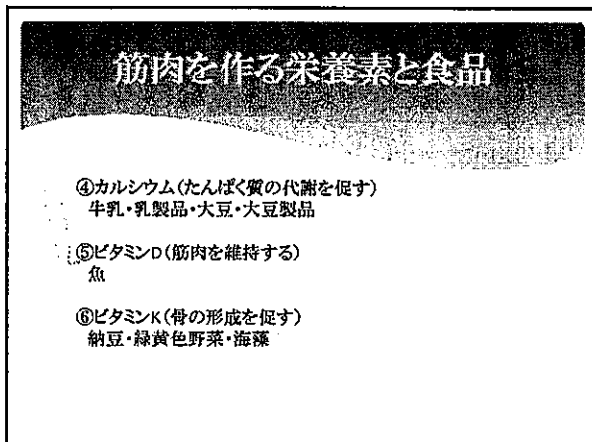 筋肉を作る栄養素と食品
④カルシウム(たんぱく質の代謝を促す)
牛乳・乳製品・大豆・大豆製品
⑤ビタミンD(筋肉を維持する)
魚
⑥ビタミンK(骨の形成を促す)
納豆・緑黄色野菜・海藻